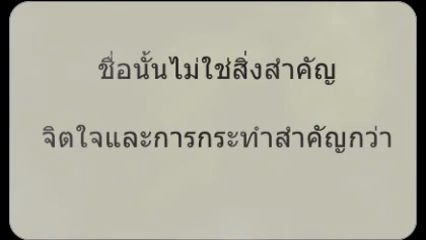 ชื่อนั้นไม่ใช่สิ่งสำคัญ
จิตใจและการกระทำสำคัญกว่า